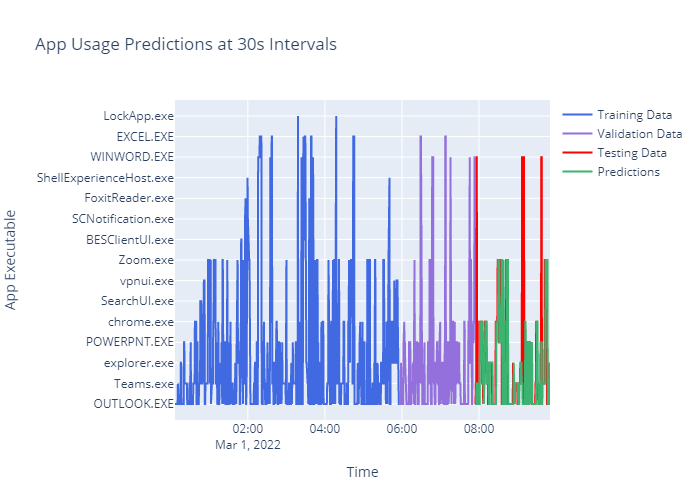 App Usage Predictions at 30s Intervals
LockApp.exe
EXCEL.EXE
WINWORD.EXE
ShellExperienceHost.exe
FoxitReader.exe
SCNotification.exe
BESClientUI.exe
Zoom.exe
vpnui.exe
SearchUI.exe
chrome.exe
POWERPNT.EXE
explorer.exe
Teams.exe
OUTLOOK.EXE
App Executable
02:00
04:00
06:00
08:00
Mar 1, 2022
Time
Training Data
Validation Data
Testing Data
Predictions